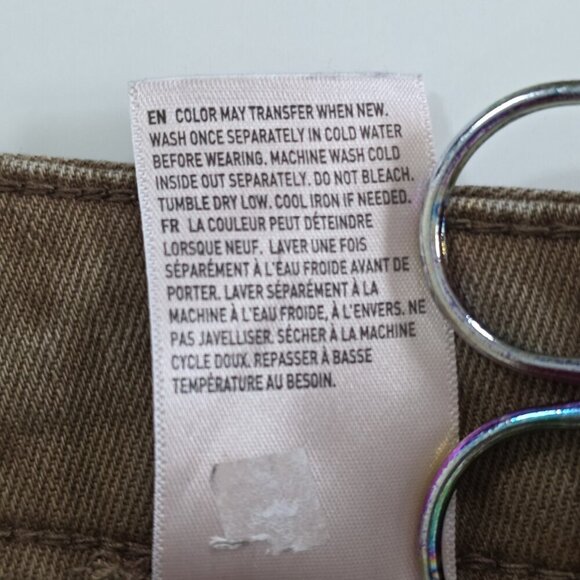 EN COLOR MAY TRANSFER WHEN NEW.
WASH ONCE SEPARATELY IN COLD WATER
BEFORE WEARING. MACHINE WASH COLD
INSIDE OUT SEPARATELY. DO NOT BLEACH.
TUMBLE DRY LOW. COOL IRON IF NEEDED.
FR LA COULEUR PEUT DÉTEINDRE
LORSQUE NEUF. LAVER UNE FOIS
SÉPARÉMENT À L'EAU FROIDE AVANT DE
PORTER. LAVER SÉPARÉMENT À LA
MACHINE À L'EAU FROIDE, À L'ENVERS. NE
PAS JAVELLISER. SÉCHER À LA MACHINE
CYCLE DOUX. REPASSER À BASSE
TEMPÉRATURE AU BESOIN.